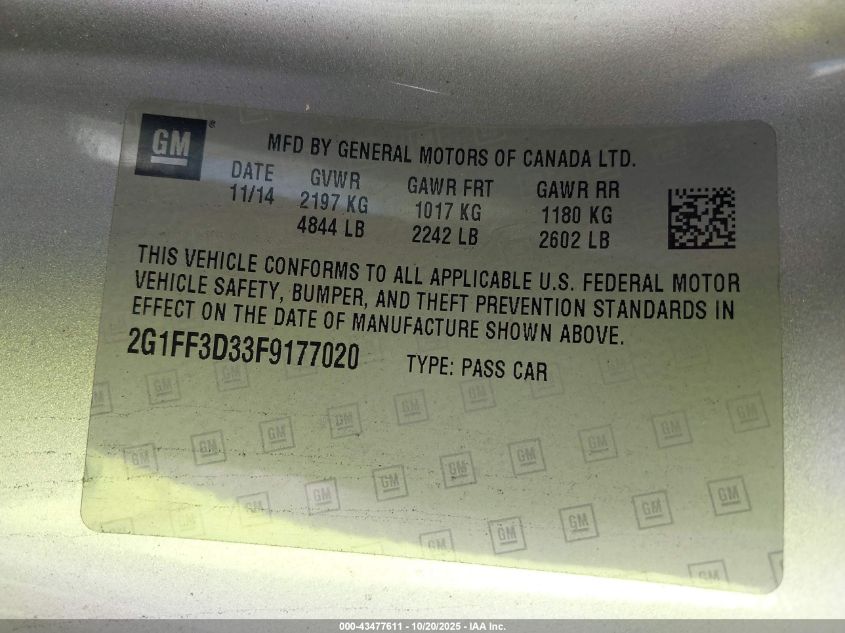 GM ®
MFD BY GENERAL MOTORS OF CANADA LTD.
DATE GVWR GAWR FRT GAWR RR
11/14 2197 KG 1017 KG 1180 KG
4844 LB 2242 LB 2602 LB
THIS VEHICLE CONFORMS TO ALL APPLICABLE U.S. FEDERAL MOTOR
VEHICLE SAFETY, BUMPER, AND THEFT PREVENTION STANDARDS IN
EFFECT ON THE DATE OF MANUFACTURE SHOWN ABOVE.
2G1FF3D33F9177020 TYPE: PASS CAR
000-43477611 - 10/20/2025 - IAA Inc.